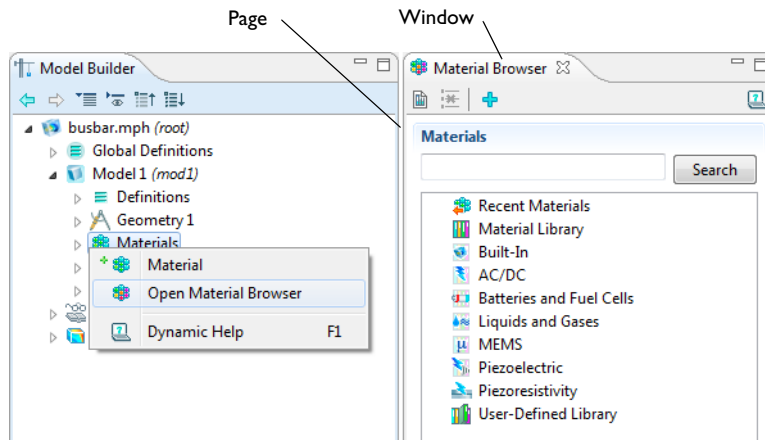 Page
Window
Model Builder
Material Browser
busbar.mph (root)
Global Definitions
Model 1 (mod1)
Definitions
Geometry 1
Materials
Material
Open Material Browser
Dynamic Help F1
Materials
Search
Recent Materials
Material Library
Built-In
AC/DC
Batteries and Fuel Cells
Liquids and Gases
μ MEMS
Piezoelectric
Piezoresistivity
User-Defined Library